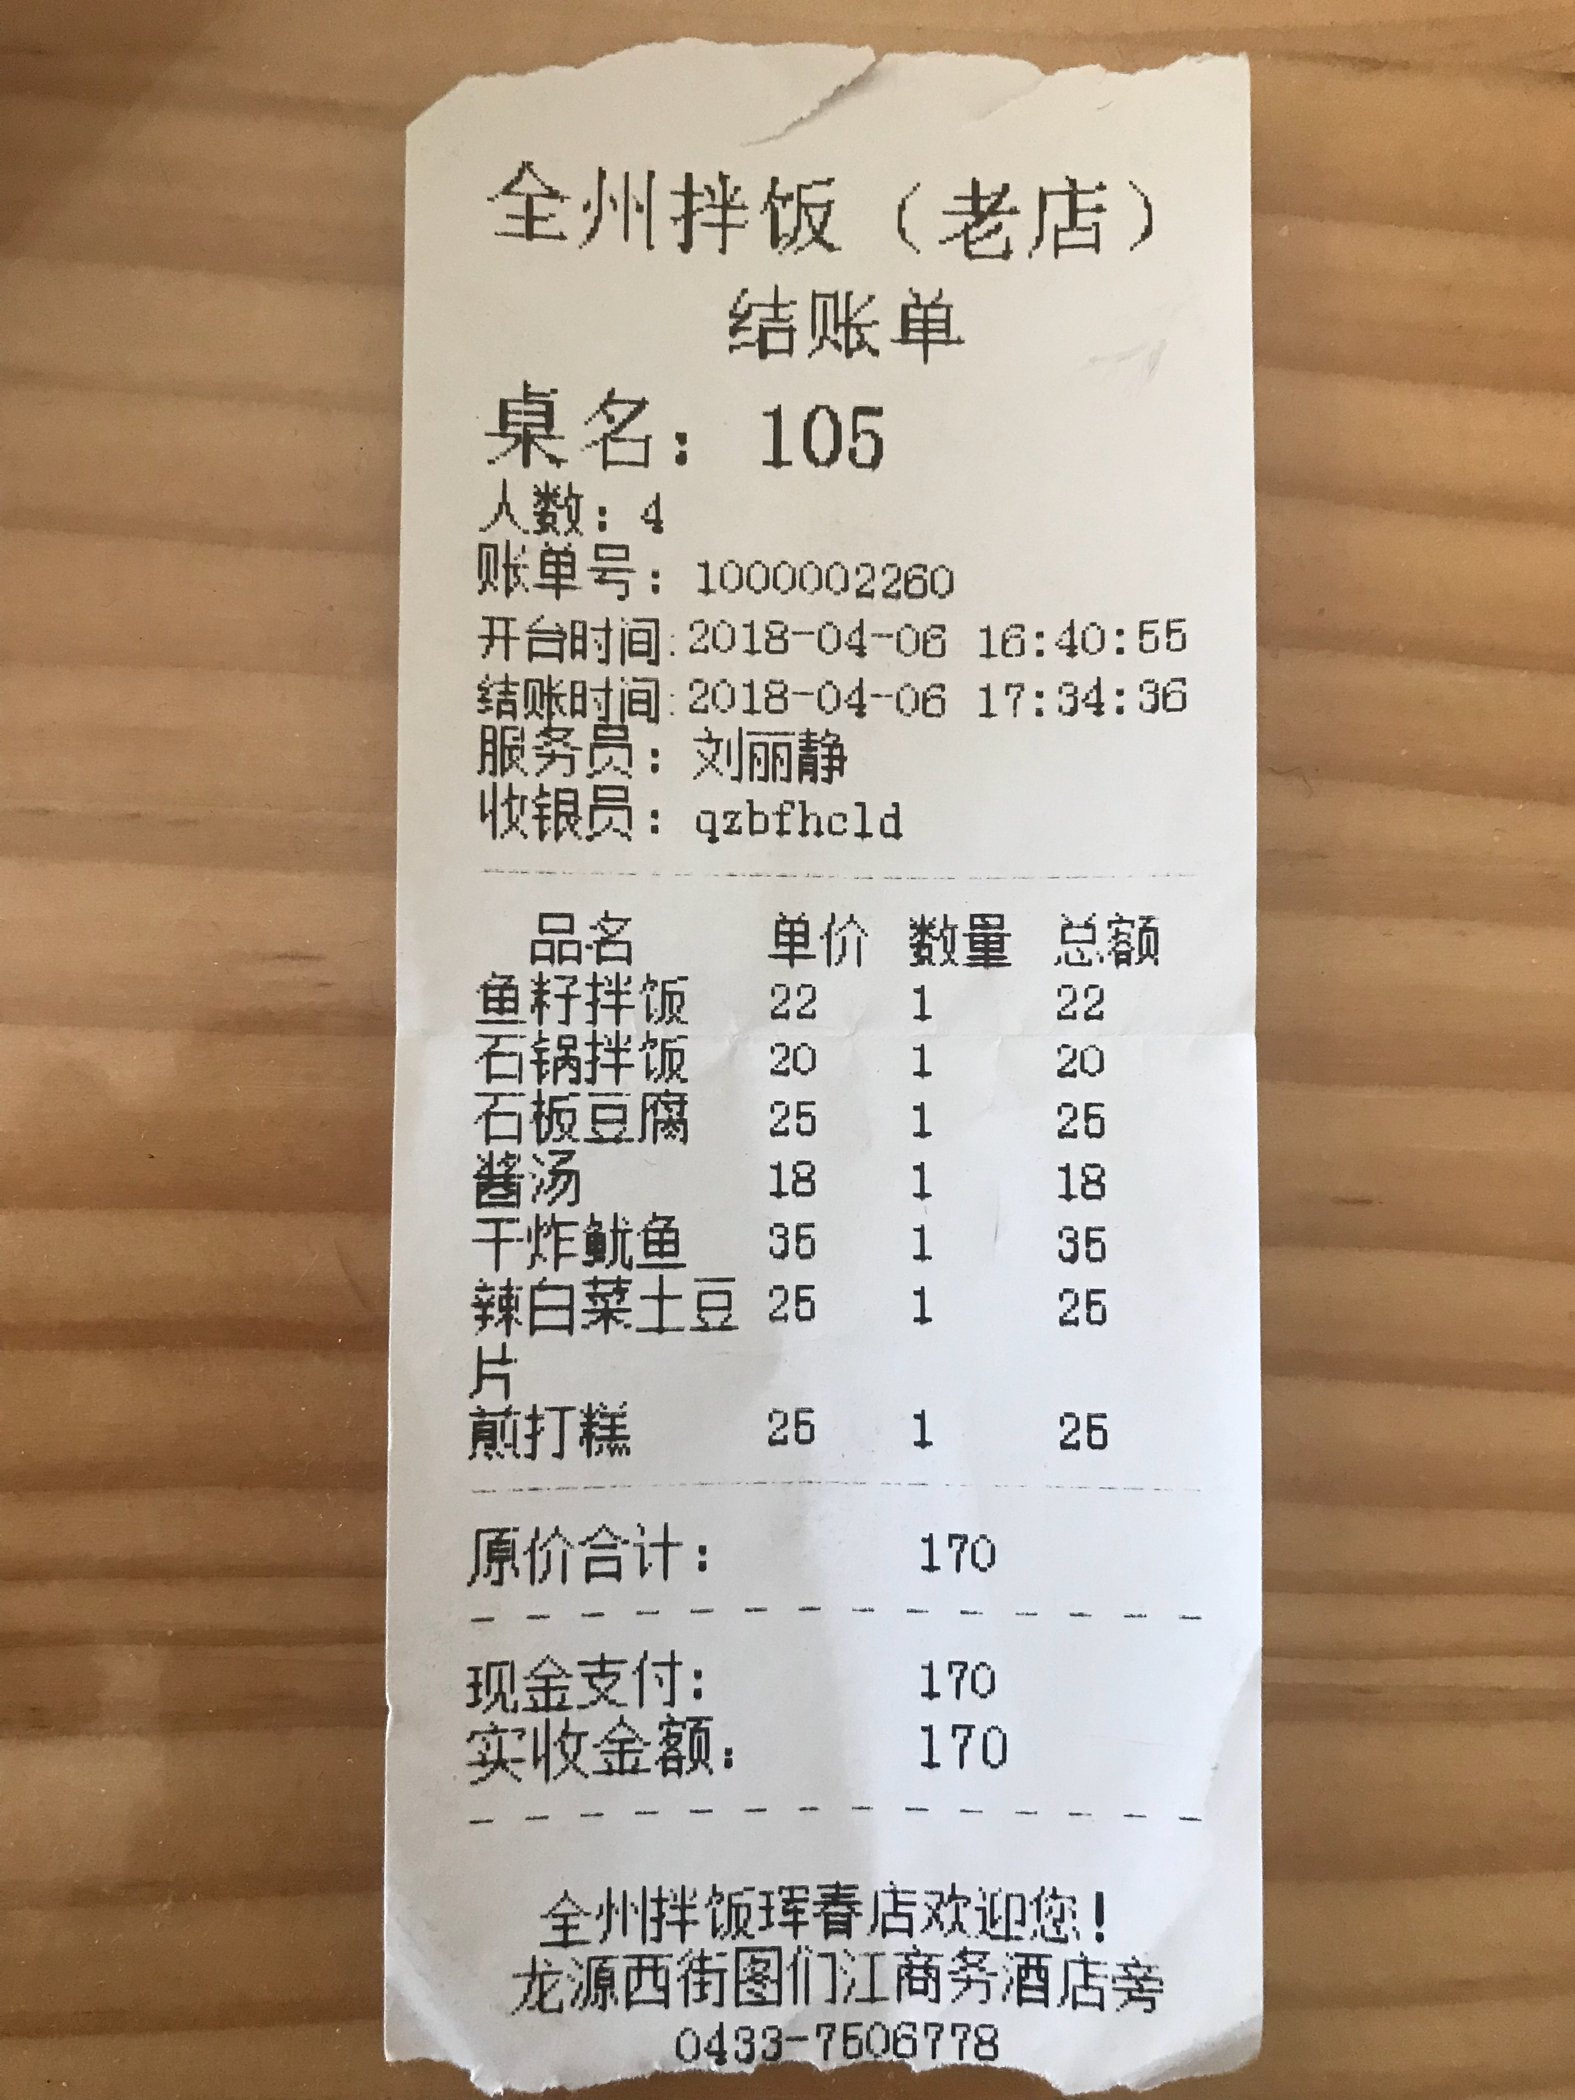 全州拌饭（老店）
结账单
桌名：105
人数：4
账单号：1000002260
开台时间:2018-04-06 16:40:55
结账时间:2018-04-06 17:34:36
服务员：刘丽静
收银员：qzbfhcld
品名 单价 数量 总额
鱼籽拌饭 22 1 22
石锅拌饭 20 1 20
石板豆腐 25 1 25
酱汤 18 1 18
干炸鱿鱼 35 1 35
辣白菜土豆 25 1 25
片
煎打糕 25 1 25
原价合计： 170
现金支付: 170
实收金额： 170
全州拌饭珲春店欢迎您!
龙源西街图们江商务酒店旁
0433-7506778